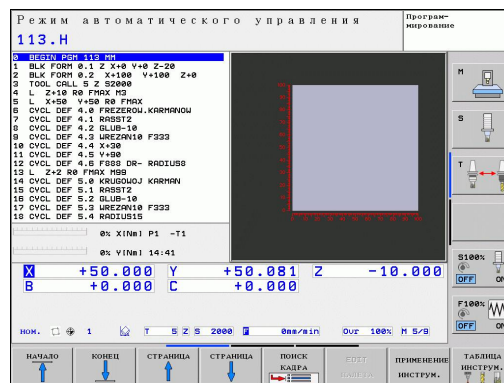 Режим автоматического управления
Програм-
мирование
113.H
0 BEGIN PGM 113 MM
1 BLK FORM 0.1 Z X+0 Y+0 Z-20
2 BLK FORM 0.2 X+100 Y+100 Z+0
3 TOOL CALL 5 Z S2000
4 L Z+10 R0 FMAX M3
5 L X+50 Y+50 R0 FMAX
6 CYCL DEF 4.0 FREZEROW.KARMANOW
7 CYCL DEF 4.1 RASST2
8 CYCL DEF 4.2 GLUB-10
9 CYCL DEF 4.3 WREZAN10 F333
10 CYCL DEF 4.4 X+30
11 CYCL DEF 4.5 Y+90
12 CYCL DEF 4.6 F888 DR- RADIUS8
13 L Z+2 R0 FMAX M99
14 CYCL DEF 5.0 KRUGOWOJ KARMAN
15 CYCL DEF 5.1 RASST2
16 CYCL DEF 5.2 GLUB-10
17 CYCL DEF 5.3 WREZAN10 F333
18 CYCL DEF 5.4 RADIUS15
0% X[Nm] P1 -T1
0% Y[Nm] 14:41
X +50.000 Y +50.081 Z -10.000
B +0.000 C +0.000
НОМ. 1 T 5 Z S 2000 F 0mm/min Ovr 100% M 5/9
M
S
T
S100%
OFF ON
F100%
OFF ON
НАЧАЛО
КОНЕЦ
СТРАНИЦА
СТРАНИЦА
ПОИСК
КАДРА
EDIT
ПРИМЕНЕНИЕ
ИНСТРУМ.
ТАБЛИЦА
ИНСТРУМ.